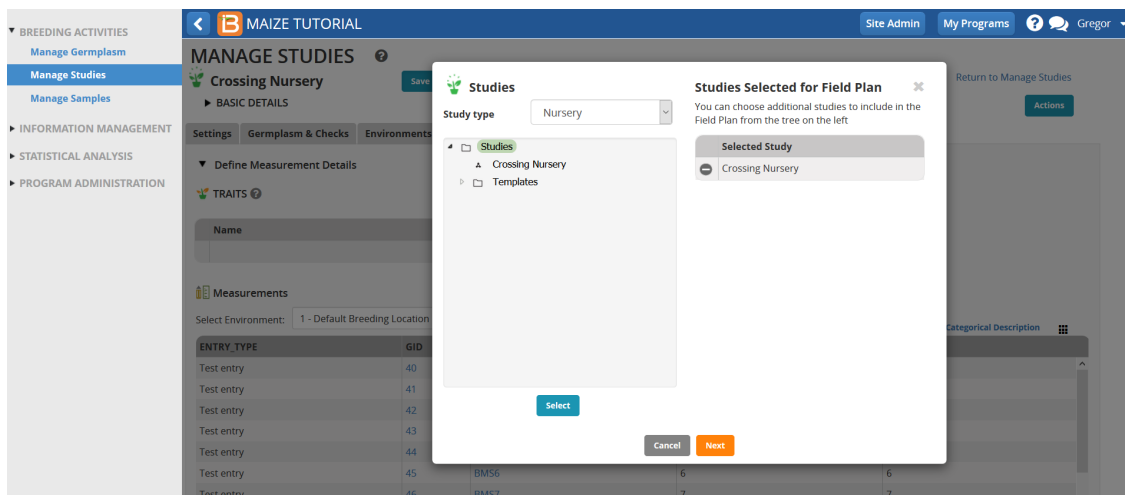 BREEDING ACTIVITIES
Manage Germplasm
Manage Studies
Manage Samples
INFORMATION MANAGEMENT
STATISTICAL ANALYSIS
PROGRAM ADMINISTRATION
B MAIZE TUTORIAL
Site Admin
My Programs
? Gregor
MANAGE STUDIES ?
Crossing Nursery
Save
Return to Manage Studies
BASIC DETAILS
Actions
Settings Germplasm & Checks Environments
Define Measurement Details
TRAITS ?
Name
Measurements
Select Environment: 1 - Default Breeding Location
Categorical Description
ENTRY_TYPE GID
Test entry 40
Test entry 41
Test entry 42
Test entry 43
Test entry 44
Test entry 45 BMS6 6 6
Test entry 46 BMS7 7 7
Studies
Study type Nursery
Studies
Crossing Nursery
Templates
Select
Studies Selected for Field Plan
You can choose additional studies to include in the
Field Plan from the tree on the left
Selected Study
Crossing Nursery
Cancel
Next